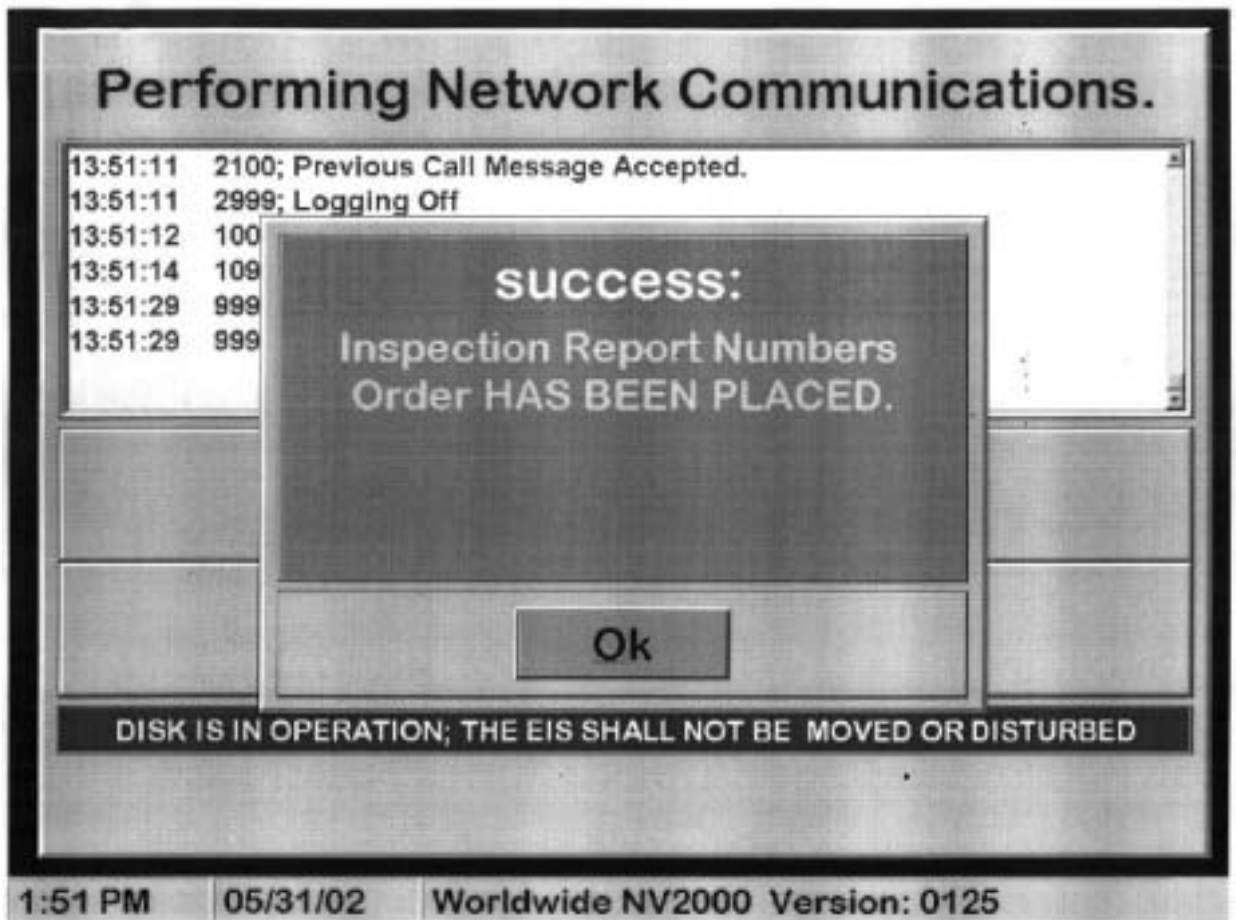 Performing Network Communications.
13:51:11 2100; Previous Call Message Accepted.
13:51:11 2999; Logging Off
13:51:12 100
13:51:14 109
13:51:29 999
13:51:29 999
success:
Inspection Report Numbers
Order HAS BEEN PLACED.
Ok
DISK IS IN OPERATION; THE EIS SHALL NOT BE MOVED OR DISTURBED
1:51 PM 05/31/02 Worldwide NV2000 Version: 0125